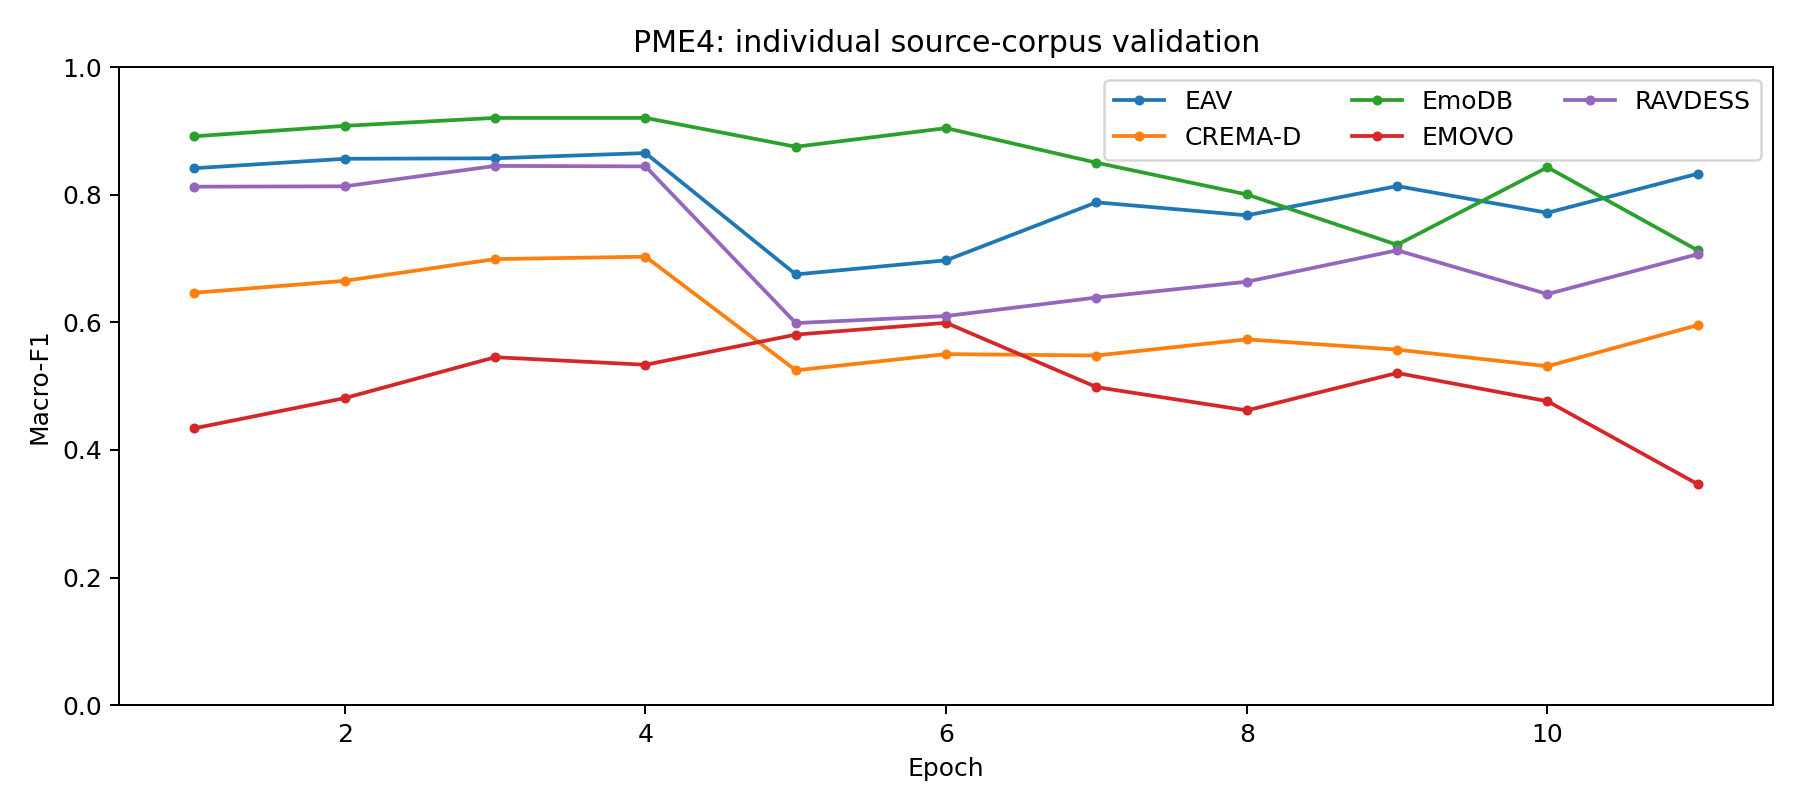 PME4: individual source-corpus validation
EAV
CREMA-D
EmoDB
EMOVO
RAVDESS
1.0
0.8
0.6
0.4
0.2
0.0
Macro-F1
2 4 6 8 10
Epoch